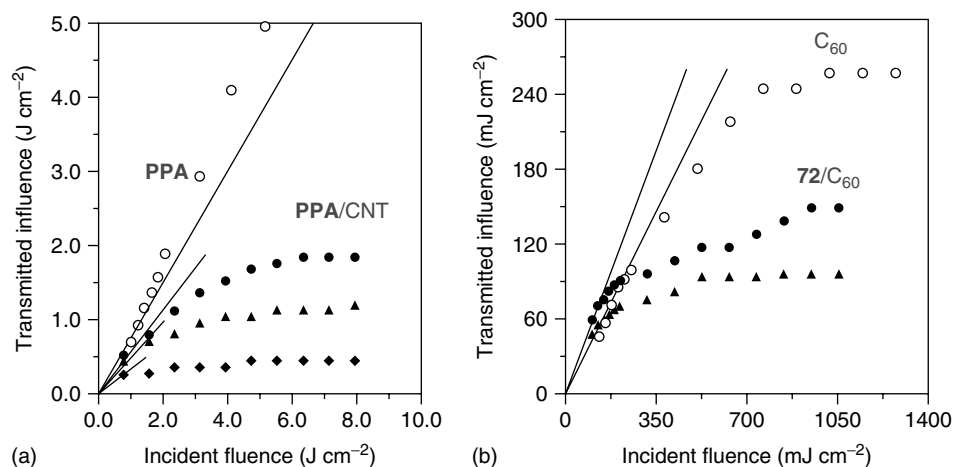 5.0
4.0
3.0
2.0
1.0
0.0
0.0 2.0 4.0 6.0 8.0 10.0
Transmitted influence (J cm⁻²)
Incident fluence (J cm⁻²)
PPA
PPA/CNT
(a)
300
240
180
120
60
0
0 350 700 1050 1400
Transmitted influence (mJ cm⁻²)
Incident fluence (mJ cm⁻²)
C₆₀
72/C₆₀
(b)